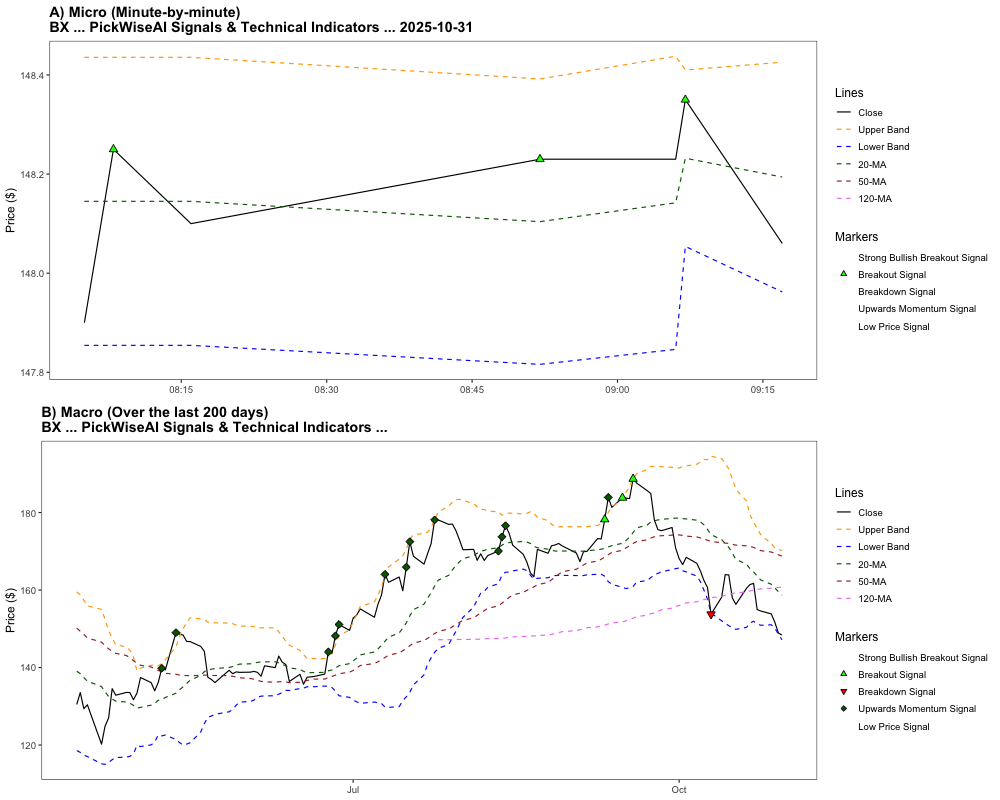 A) Micro (Minute-by-minute)
BX ... PickWiseAI Signals & Technical Indicators ... 2025-10-31
148.4
148.2
148.0
147.8
Price ($)
08:15
08:30
08:45
09:00
09:15
Lines
Close
Upper Band
Lower Band
20-MA
50-MA
120-MA
Markers
Strong Bullish Breakout Signal
Breakout Signal
Breakdown Signal
Upwards Momentum Signal
Low Price Signal
B) Macro (Over the last 200 days)
BX ... PickWiseAI Signals & Technical Indicators ...
180
160
140
120
Price ($)
Jul
Oct
Lines
Close
Upper Band
Lower Band
20-MA
50-MA
120-MA
Markers
Strong Bullish Breakout Signal
Breakout Signal
Breakdown Signal
Upwards Momentum Signal
Low Price Signal